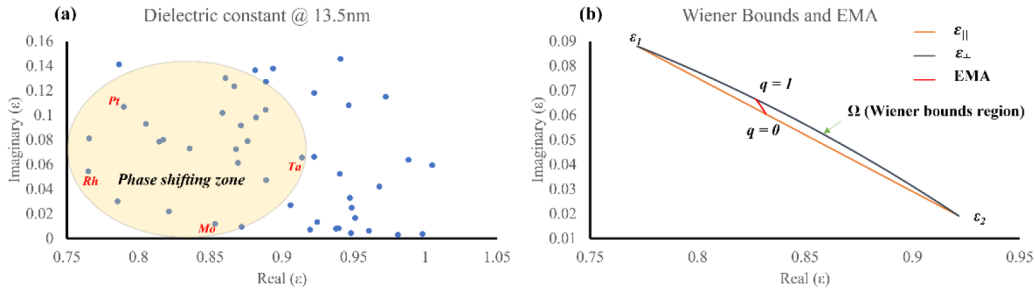 (a) Dielectric constant @ 13.5nm
Imaginary (ε)
0.16
0.14
0.12
0.1
0.08
0.06
0.04
0.02
0
Pt
Rh
Ta
Mo
Phase shifting zone
0.75 0.8 0.85 0.9 0.95 1 1.05
Real (ε)
(b) Wiener Bounds and EMA
Imaginary (ε)
0.1
0.09
0.08
0.07
0.06
0.05
0.04
0.03
0.02
0.01
ε1
q = 1
q = 0
ε||
ε⊥
EMA
Ω (Wiener bounds region)
ε2
0.75 0.8 0.85 0.9 0.95
Real (ε)